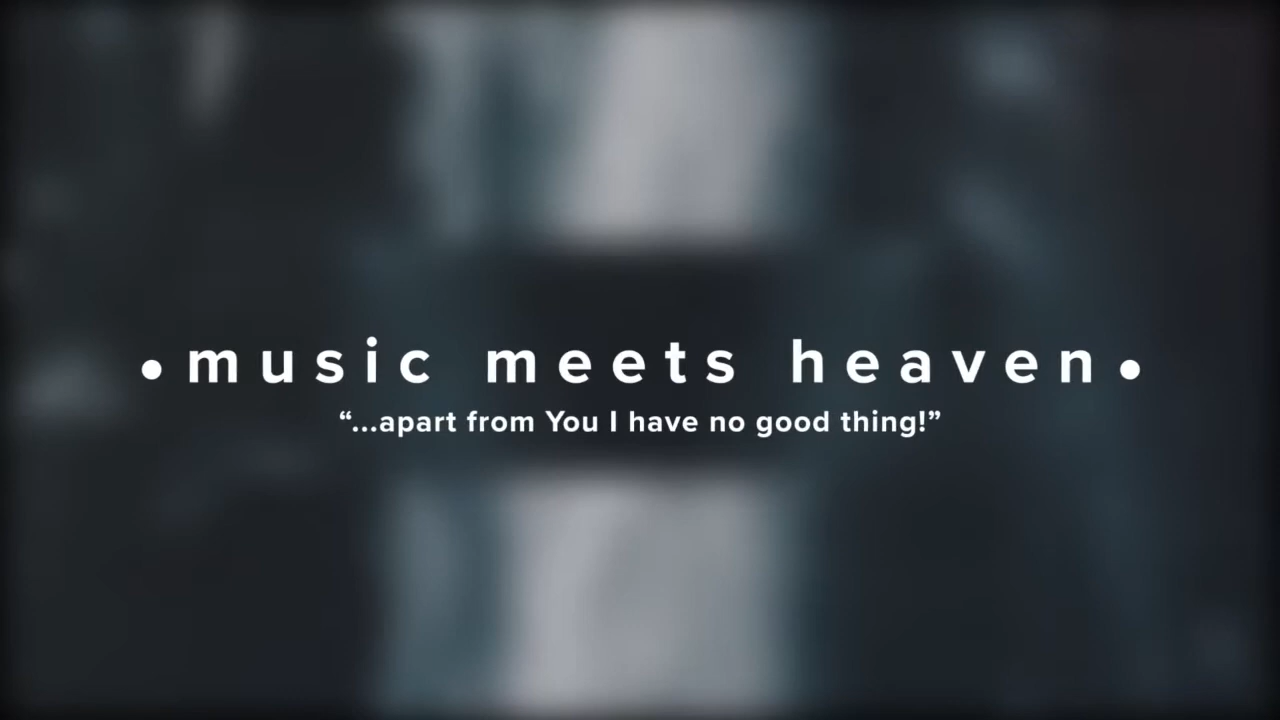 • music meets heaven •
“...apart from You I have no good thing!”